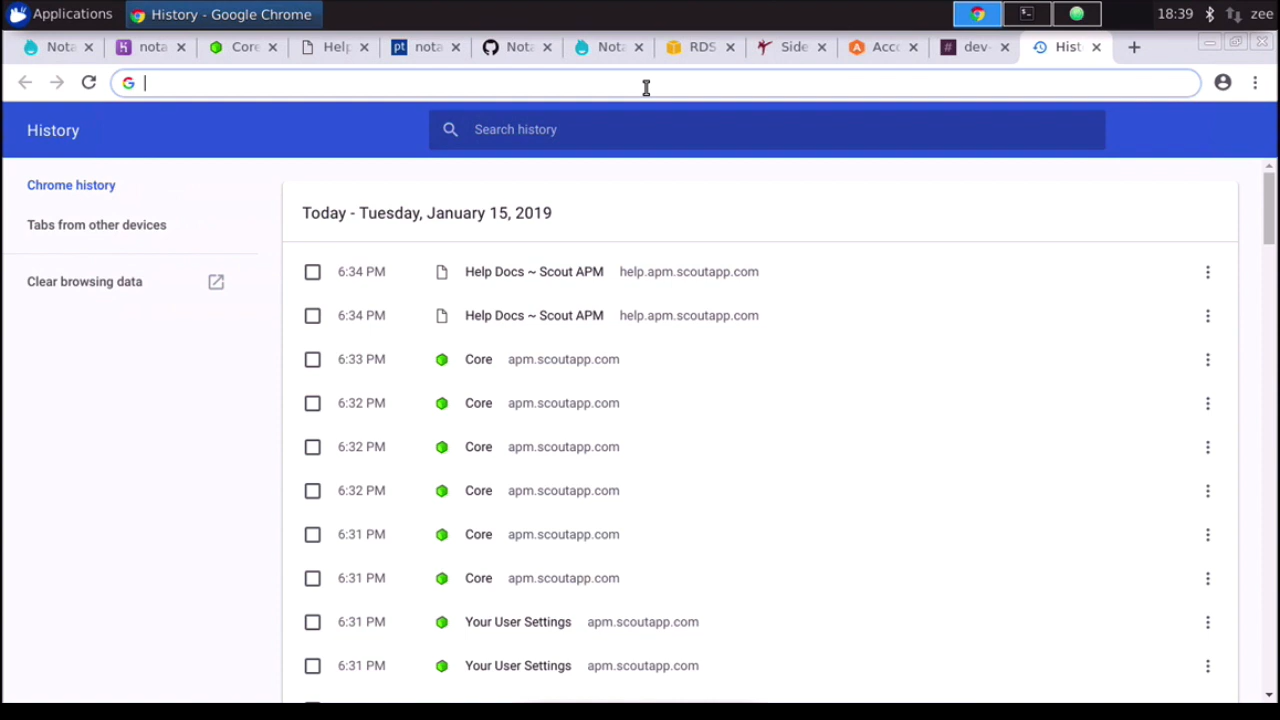 Applications History - Google Chrome 18:39 zee
Nota nota Core Help nota Nota Nota RDS Side Acco dev- Hist
History Search history
Chrome history
Tabs from other devices
Clear browsing data
Today - Tuesday, January 15, 2019
6:34 PM Help Docs ~ Scout APM help.apm.scoutapp.com
6:34 PM Help Docs ~ Scout APM help.apm.scoutapp.com
6:33 PM Core apm.scoutapp.com
6:32 PM Core apm.scoutapp.com
6:32 PM Core apm.scoutapp.com
6:32 PM Core apm.scoutapp.com
6:31 PM Core apm.scoutapp.com
6:31 PM Core apm.scoutapp.com
6:31 PM Your User Settings apm.scoutapp.com
6:31 PM Your User Settings apm.scoutapp.com